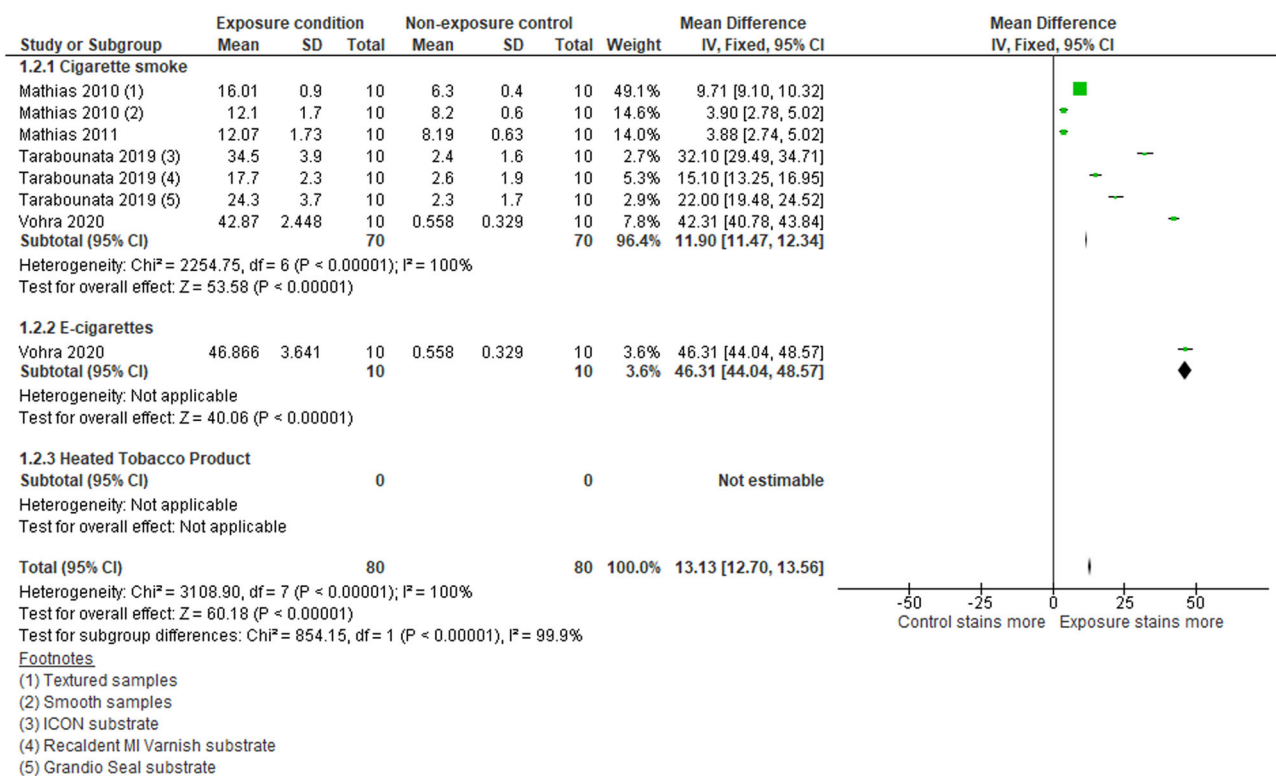 Exposure condition Non-exposure control Mean Difference Mean Difference
Study or Subgroup Mean SD Total Mean SD Total Weight IV, Fixed, 95% CI IV, Fixed, 95% CI
1.2.1 Cigarette smoke
Mathias 2010 (1) 16.01 0.9 10 6.3 0.4 10 49.1% 9.71 [9.10, 10.32]
Mathias 2010 (2) 12.1 1.7 10 8.2 0.6 10 14.6% 3.90 [2.78, 5.02]
Mathias 2011 12.07 1.73 10 8.19 0.63 10 14.0% 3.88 [2.74, 5.02]
Tarabounata 2019 (3) 34.5 3.9 10 2.4 1.6 10 2.7% 32.10 [29.49, 34.71]
Tarabounata 2019 (4) 17.7 2.3 10 2.6 1.9 10 5.3% 15.10 [13.25, 16.95]
Tarabounata 2019 (5) 24.3 3.7 10 2.3 1.7 10 2.9% 22.00 [19.48, 24.52]
Vohra 2020 42.87 2.448 10 0.558 0.329 10 7.8% 42.31 [40.78, 43.84]
Subtotal (95% CI) 70 70 96.4% 11.90 [11.47, 12.34]
Heterogeneity: Chi² = 2254.75, df = 6 (P < 0.00001); I² = 100%
Test for overall effect: Z = 53.58 (P < 0.00001)
1.2.2 E-cigarettes
Vohra 2020 46.866 3.641 10 0.558 0.329 10 3.6% 46.31 [44.04, 48.57]
Subtotal (95% CI) 10 10 3.6% 46.31 [44.04, 48.57]
Heterogeneity: Not applicable
Test for overall effect: Z = 40.06 (P < 0.00001)
1.2.3 Heated Tobacco Product
Subtotal (95% CI) 0 0 Not estimable
Heterogeneity: Not applicable
Test for overall effect: Not applicable
Total (95% CI) 80 80 100.0% 13.13 [12.70, 13.56]
Heterogeneity: Chi² = 3108.90, df = 7 (P < 0.00001); I² = 100%
Test for overall effect: Z = 60.18 (P < 0.00001)
Test for subgroup differences: Chi² = 854.15, df = 1 (P < 0.00001), I² = 99.9%
-50 -25 0 25 50
Control stains more Exposure stains more
Footnotes
(1) Textured samples
(2) Smooth samples
(3) ICON substrate
(4) Recaldent MI Varnish substrate
(5) Grandio Seal substrate